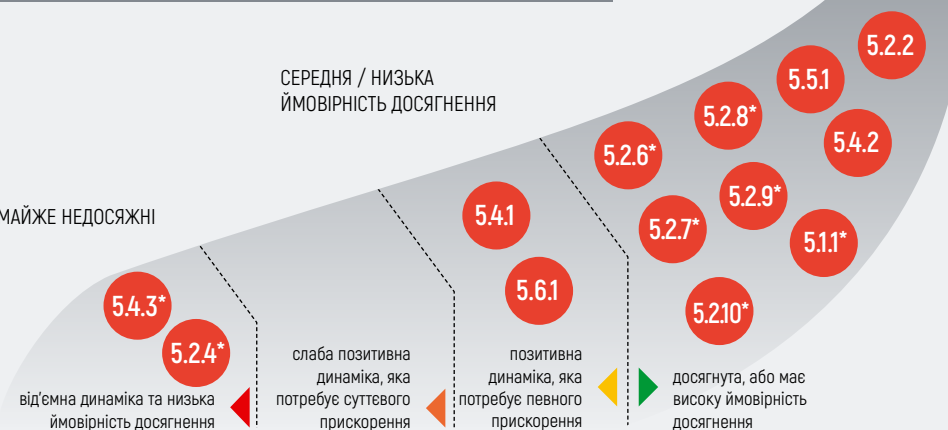 СЕРЕДНЯ / НИЗЬКА
ЙМОВІРНІСТЬ ДОСЯГНЕННЯ
МАЙЖЕ НЕДОСЯЖНІ
5.4.3*
5.2.4*
5.4.1
5.6.1
5.2.6*
5.2.7*
5.2.8*
5.2.9*
5.2.10*
5.5.1
5.2.2
5.4.2
5.1.1*
від'ємна динаміка та низька
ймовірність досягнення
слаба позитивна
динаміка, яка
потребує суттєвого
прискорення
позитивна
динаміка, яка
потребує певного
прискорення
досягнута, або має
високу ймовірність
досягнення